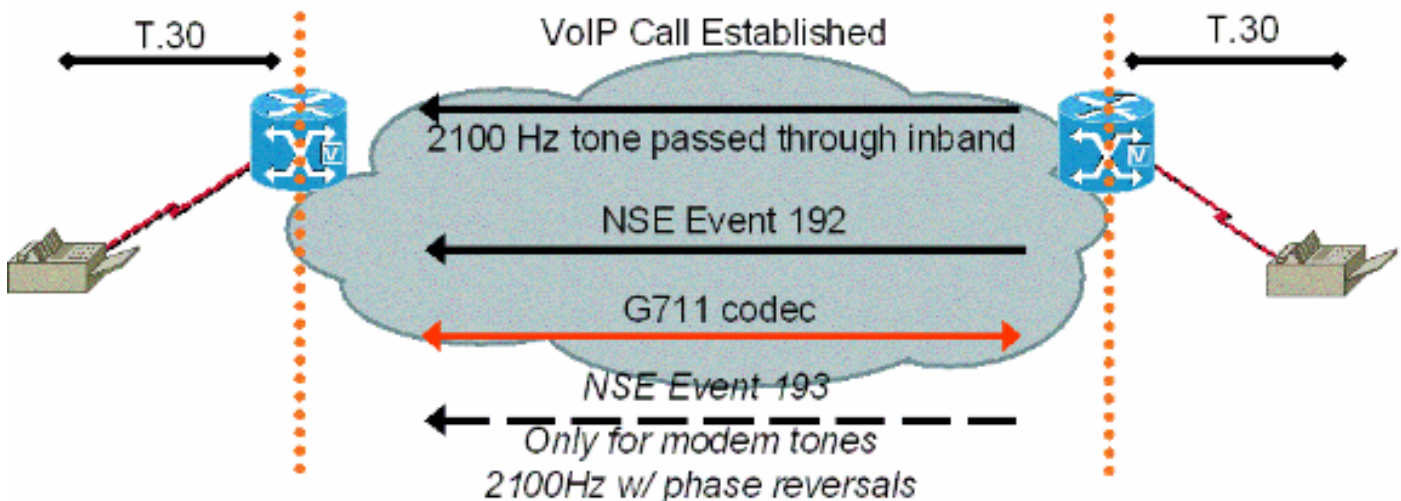 T.30
VoIP Call Established
T.30
2100 Hz tone passed through inband
V
V
NSE Event 192
G711 codec
NSE Event 193
Only for modem tones
2100Hz w/ phase reversals